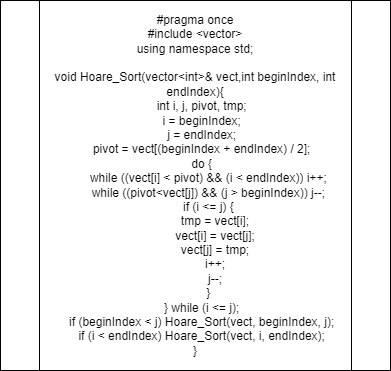 #pragma once
#include <vector>
using namespace std;
void Hoare_Sort(vector<int>& vect,int beginIndex, int
endIndex){
int i, j, pivot, tmp;
i = beginIndex;
j = endIndex;
pivot = vect[(beginIndex + endIndex) / 2];
do {
while ((vect[i] < pivot) && (i < endIndex)) i++;
while ((pivot<vect[j]) && (j > beginIndex)) j--;
if (i <= j) {
tmp = vect[i];
vect[i] = vect[j];
vect[j] = tmp;
i++;
j--;
}
} while (i <= j);
if (beginIndex < j) Hoare_Sort(vect, beginIndex, j);
if (i < endIndex) Hoare_Sort(vect, i, endIndex);
}